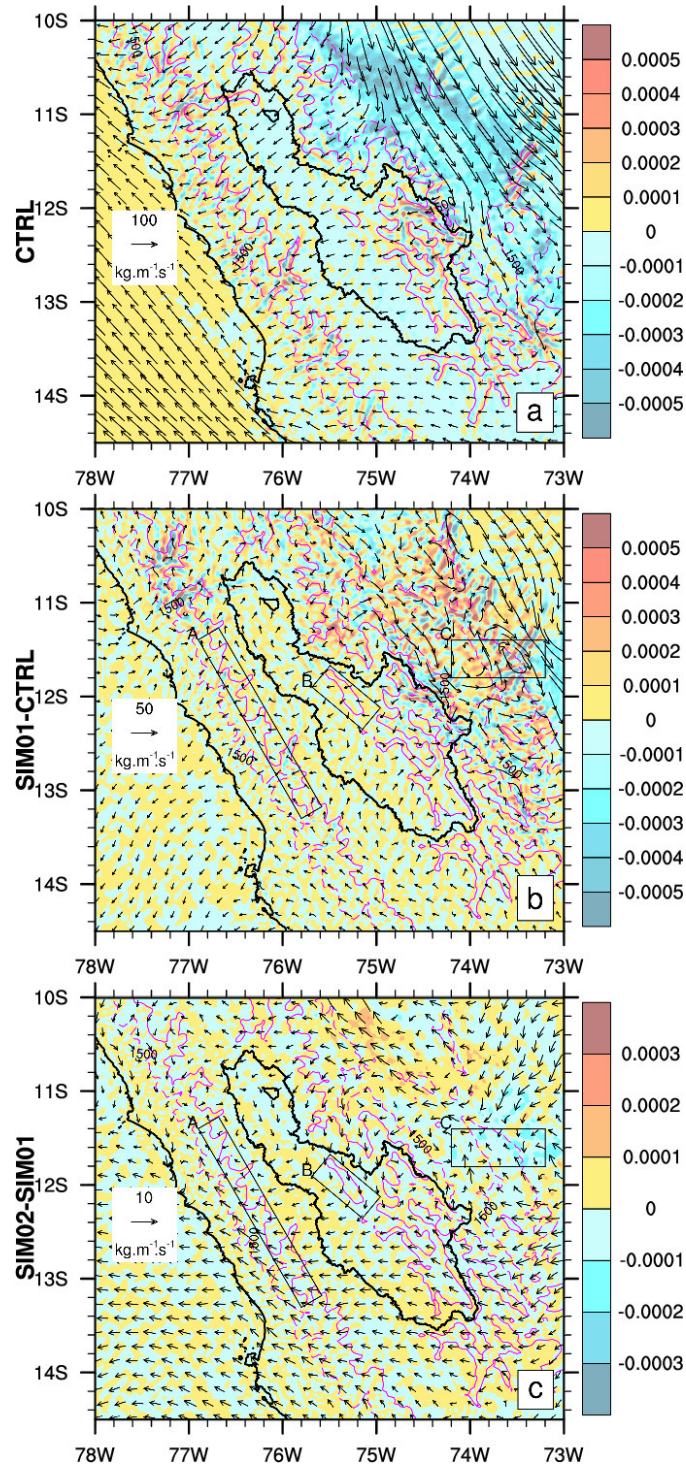 10S
11S
12S
13S
14S
78W 77W 76W 75W 74W 73W
CTRL
1500
1500
1500
1500
100
kg.m⁻¹.s⁻¹
a
0.0005
0.0004
0.0003
0.0002
0.0001
0
-0.0001
-0.0002
-0.0003
-0.0004
-0.0005
10S
11S
12S
13S
14S
78W 77W 76W 75W 74W 73W
SIM01-CTRL
1500
1500
1500
1500
A
B
C
50
kg.m⁻¹.s⁻¹
b
0.0005
0.0004
0.0003
0.0002
0.0001
0
-0.0001
-0.0002
-0.0003
-0.0004
-0.0005
10S
11S
12S
13S
14S
78W 77W 76W 75W 74W 73W
SIM02-SIM01
1500
1500
1500
1500
A
B
C
10
kg.m⁻¹.s⁻¹
c
0.0003
0.0002
0.0001
0
-0.0001
-0.0002
-0.0003